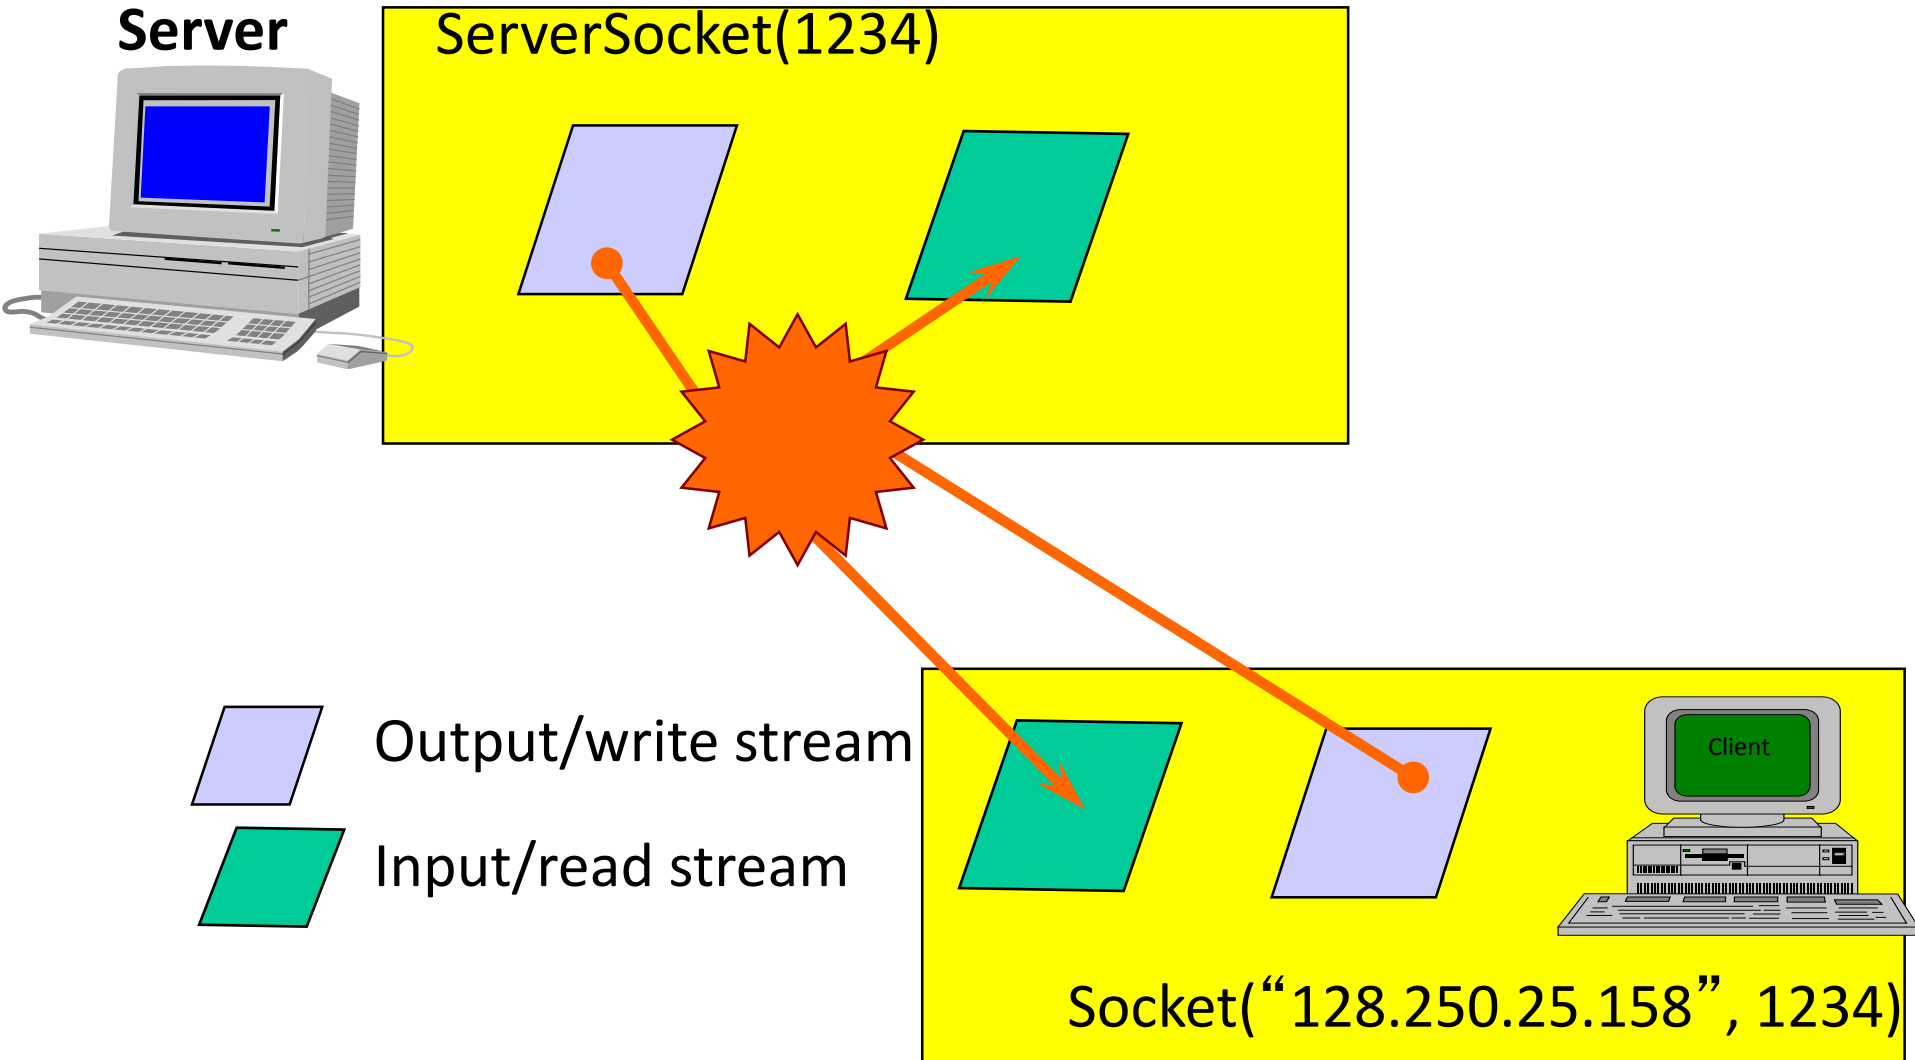 Server
ServerSocket(1234)
Output/write stream
Input/read stream
Client
Socket(“128.250.25.158”, 1234)